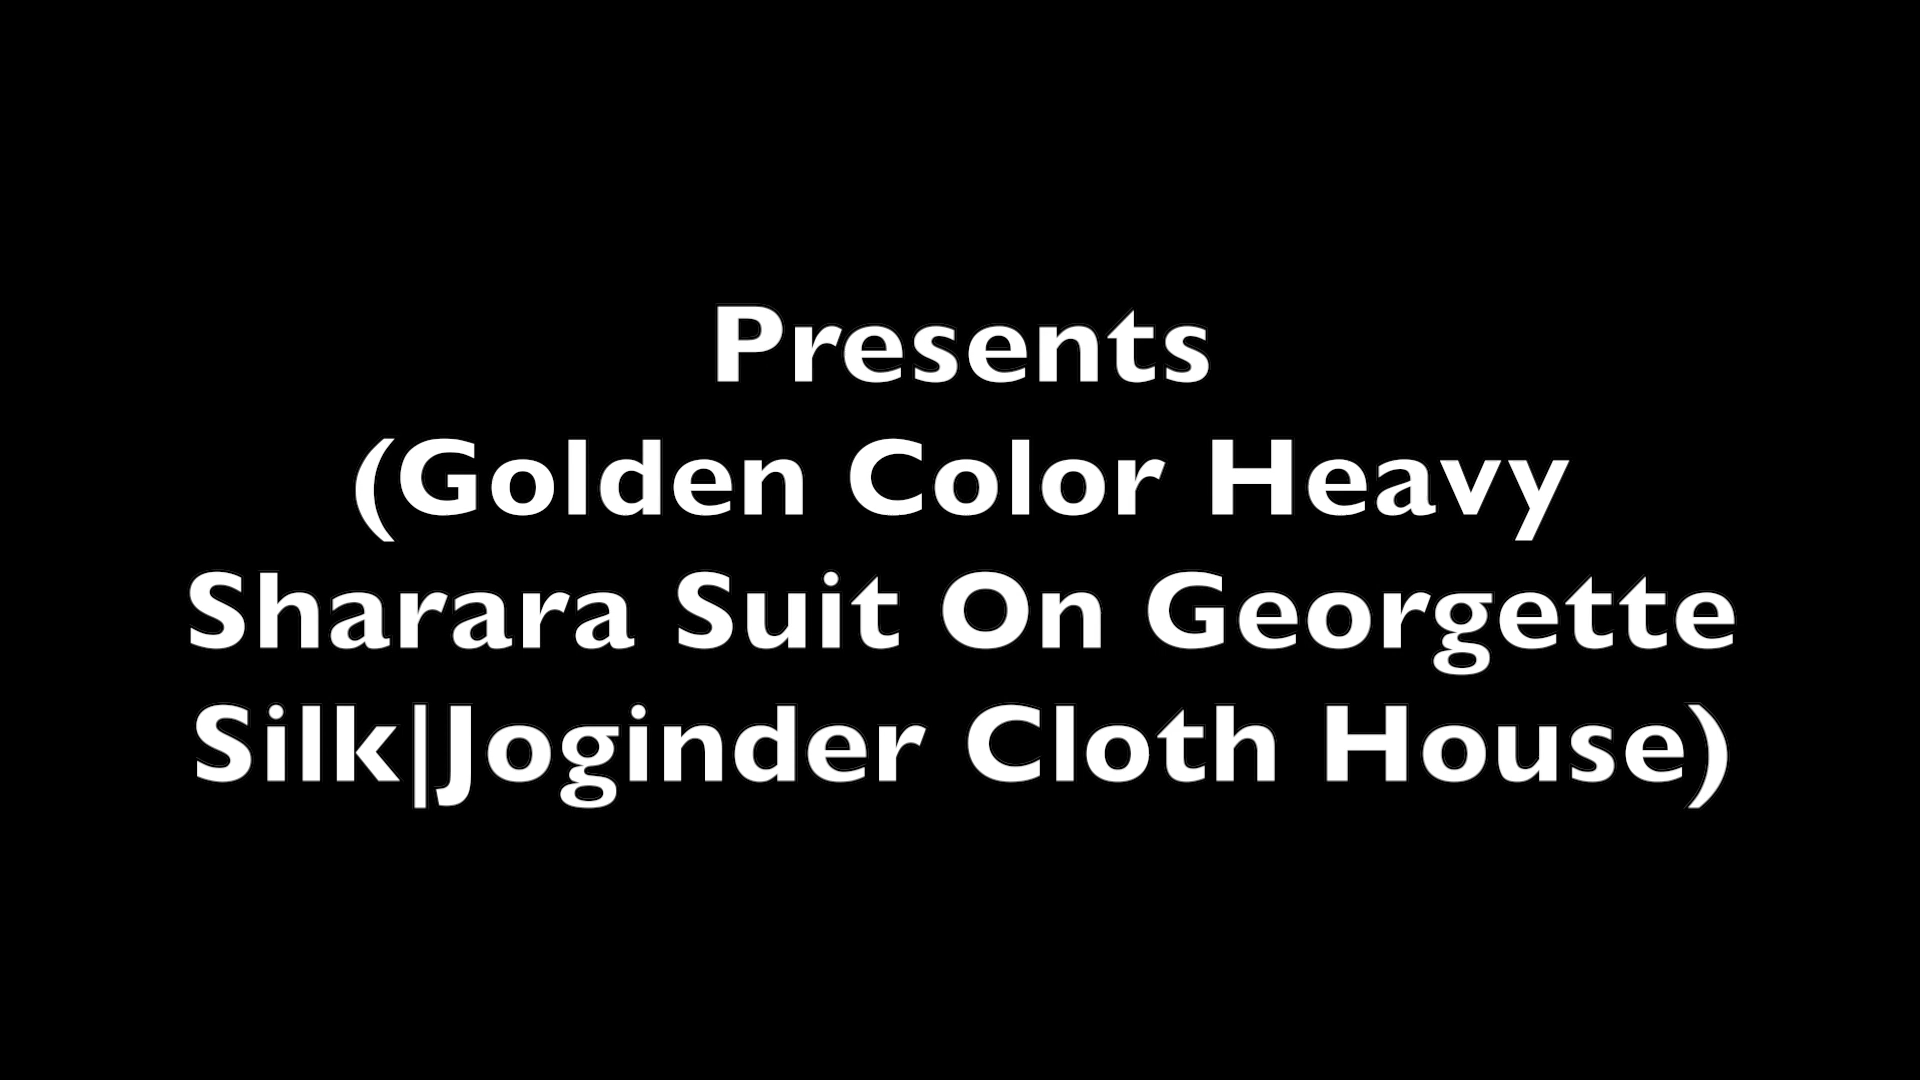 Presents
(Golden Color Heavy
Sharara Suit On Georgette
Silk|Joginder Cloth House)